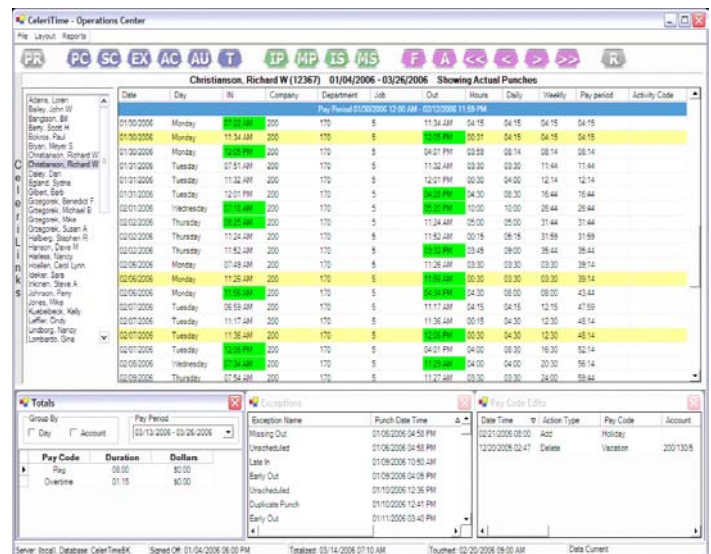 CeleriTime - Operations Center
File Layout Reports
PR PC SC EX AC AU T IP MP IS MS F A << < > >> R
Christianson, Richard W (12367) 01/04/2006 - 03/26/2006 Showing Actual Punches
CeleriLinks
Adams, Loren
Bailey, John W
Bangtson, Bill
Berry, Scott H
Bokros, Paul
Bryan, Meyer S
Christianson, Richard W
Christianson, Richard W
Daley, Dan
Egland, Sydne
Gilbert, Barb
Grzegorek, Benedict F
Grzegorek, Michael B
Grzegorek, Mike
Grzegorek, Susan A
Hallberg, Stephen R
Hanson, Dave M
Harless, Nancy
Hoellen, Carol Lynn
Ideker, Sara
Inkinen, Steve A
Johnson, Perry
Jones, Mike
Kuebelbeck, Kelly
Leffler, Cindy
Lindborg, Nancy
Lombardo, Gina
Date Day IN Company Department Job Out Hours Daily Weekly Pay period Activity Code
Pay Period 01/30/2006 12:00 AM - 02/12/2006 11:59 PM
01/30/2006 Monday 200 170 5 11:34 AM 04:15 04:15 04:15 04:15
01/30/2006 Monday 11:34 AM 200 170 5 12:05 PM 00:31 04:15 04:15 04:15
01/30/2006 Monday 12:05 PM 200 170 5 04:01 PM 03:59 08:14 08:14 08:14
01/31/2006 Tuesday 07:51 AM 200 170 5 11:32 AM 03:30 03:30 11:44 11:44
01/31/2006 Tuesday 11:32 AM 200 170 5 12:01 PM 00:30 04:00 12:14 12:14
01/31/2006 Tuesday 12:01 PM 200 170 5 04:30 08:30 16:44 16:44
02/01/2006 Wednesday 200 170 5 10:00 10:00 26:44 26:44
02/02/2006 Thursday 200 170 5 11:24 AM 05:00 05:00 31:44 31:44
02/02/2006 Thursday 11:24 AM 200 170 5 11:52 AM 00:15 05:15 31:59 31:59
02/02/2006 Thursday 11:52 AM 200 170 5 03:45 09:00 35:44 35:44
02/06/2006 Monday 07:49 AM 200 170 5 11:26 AM 03:30 03:30 03:30 39:14
02/06/2006 Monday 11:26 AM 200 170 5 11:56 AM 00:30 03:30 03:30 39:14
02/06/2006 Monday 11:56 AM 200 170 5 04:34 PM 04:30 08:00 08:00 43:44
02/07/2006 Tuesday 06:59 AM 200 170 5 11:17 AM 04:15 04:15 12:15 47:59
02/07/2006 Tuesday 11:17 AM 200 170 5 11:36 AM 00:15 04:30 12:30 48:14
02/07/2006 Tuesday 11:36 AM 200 170 5 12:06 PM 00:30 04:30 12:30 48:14
02/07/2006 Tuesday 12:06 PM 200 170 5 04:01 PM 04:00 08:30 16:30 52:14
02/08/2006 Wednesday 07:34 AM 200 170 5 04:00 04:00 20:30 56:14
02/09/2006 Thursday 07:54 AM 200 170 5 11:27 AM 03:30 03:30 24:00 59:44
Totals
Group By Pay Period
Day Account 03/13/2006 - 03/26/2006
Pay Code Duration Dollars
Reg 08:00 $0.00
Overtime 01:15 $0.00
Exceptions
Exception Name Punch Date Time
Missing Out 01/06/2006 04:58 PM
Unscheduled 01/06/2006 04:58 PM
Late In 01/09/2006 10:50 AM
Early Out 01/09/2006 04:05 PM
Unscheduled 01/10/2006 12:36 PM
Duplicate Punch 01/10/2006 12:41 PM
Early Out 01/11/2006 03:40 PM
Pay Code Edits
Date Time Action Type Pay Code Account
02/21/2006 08:00 Add Holiday
12/20/2005 02:47 Delete Vacation 200/130/5
Server: (local), Database: CeleriTimeBK Signed Off: 01/04/2006 06:00 PM Totalized: 03/14/2006 07:10 AM Touched: 02/20/2006 09:00 AM Data Current